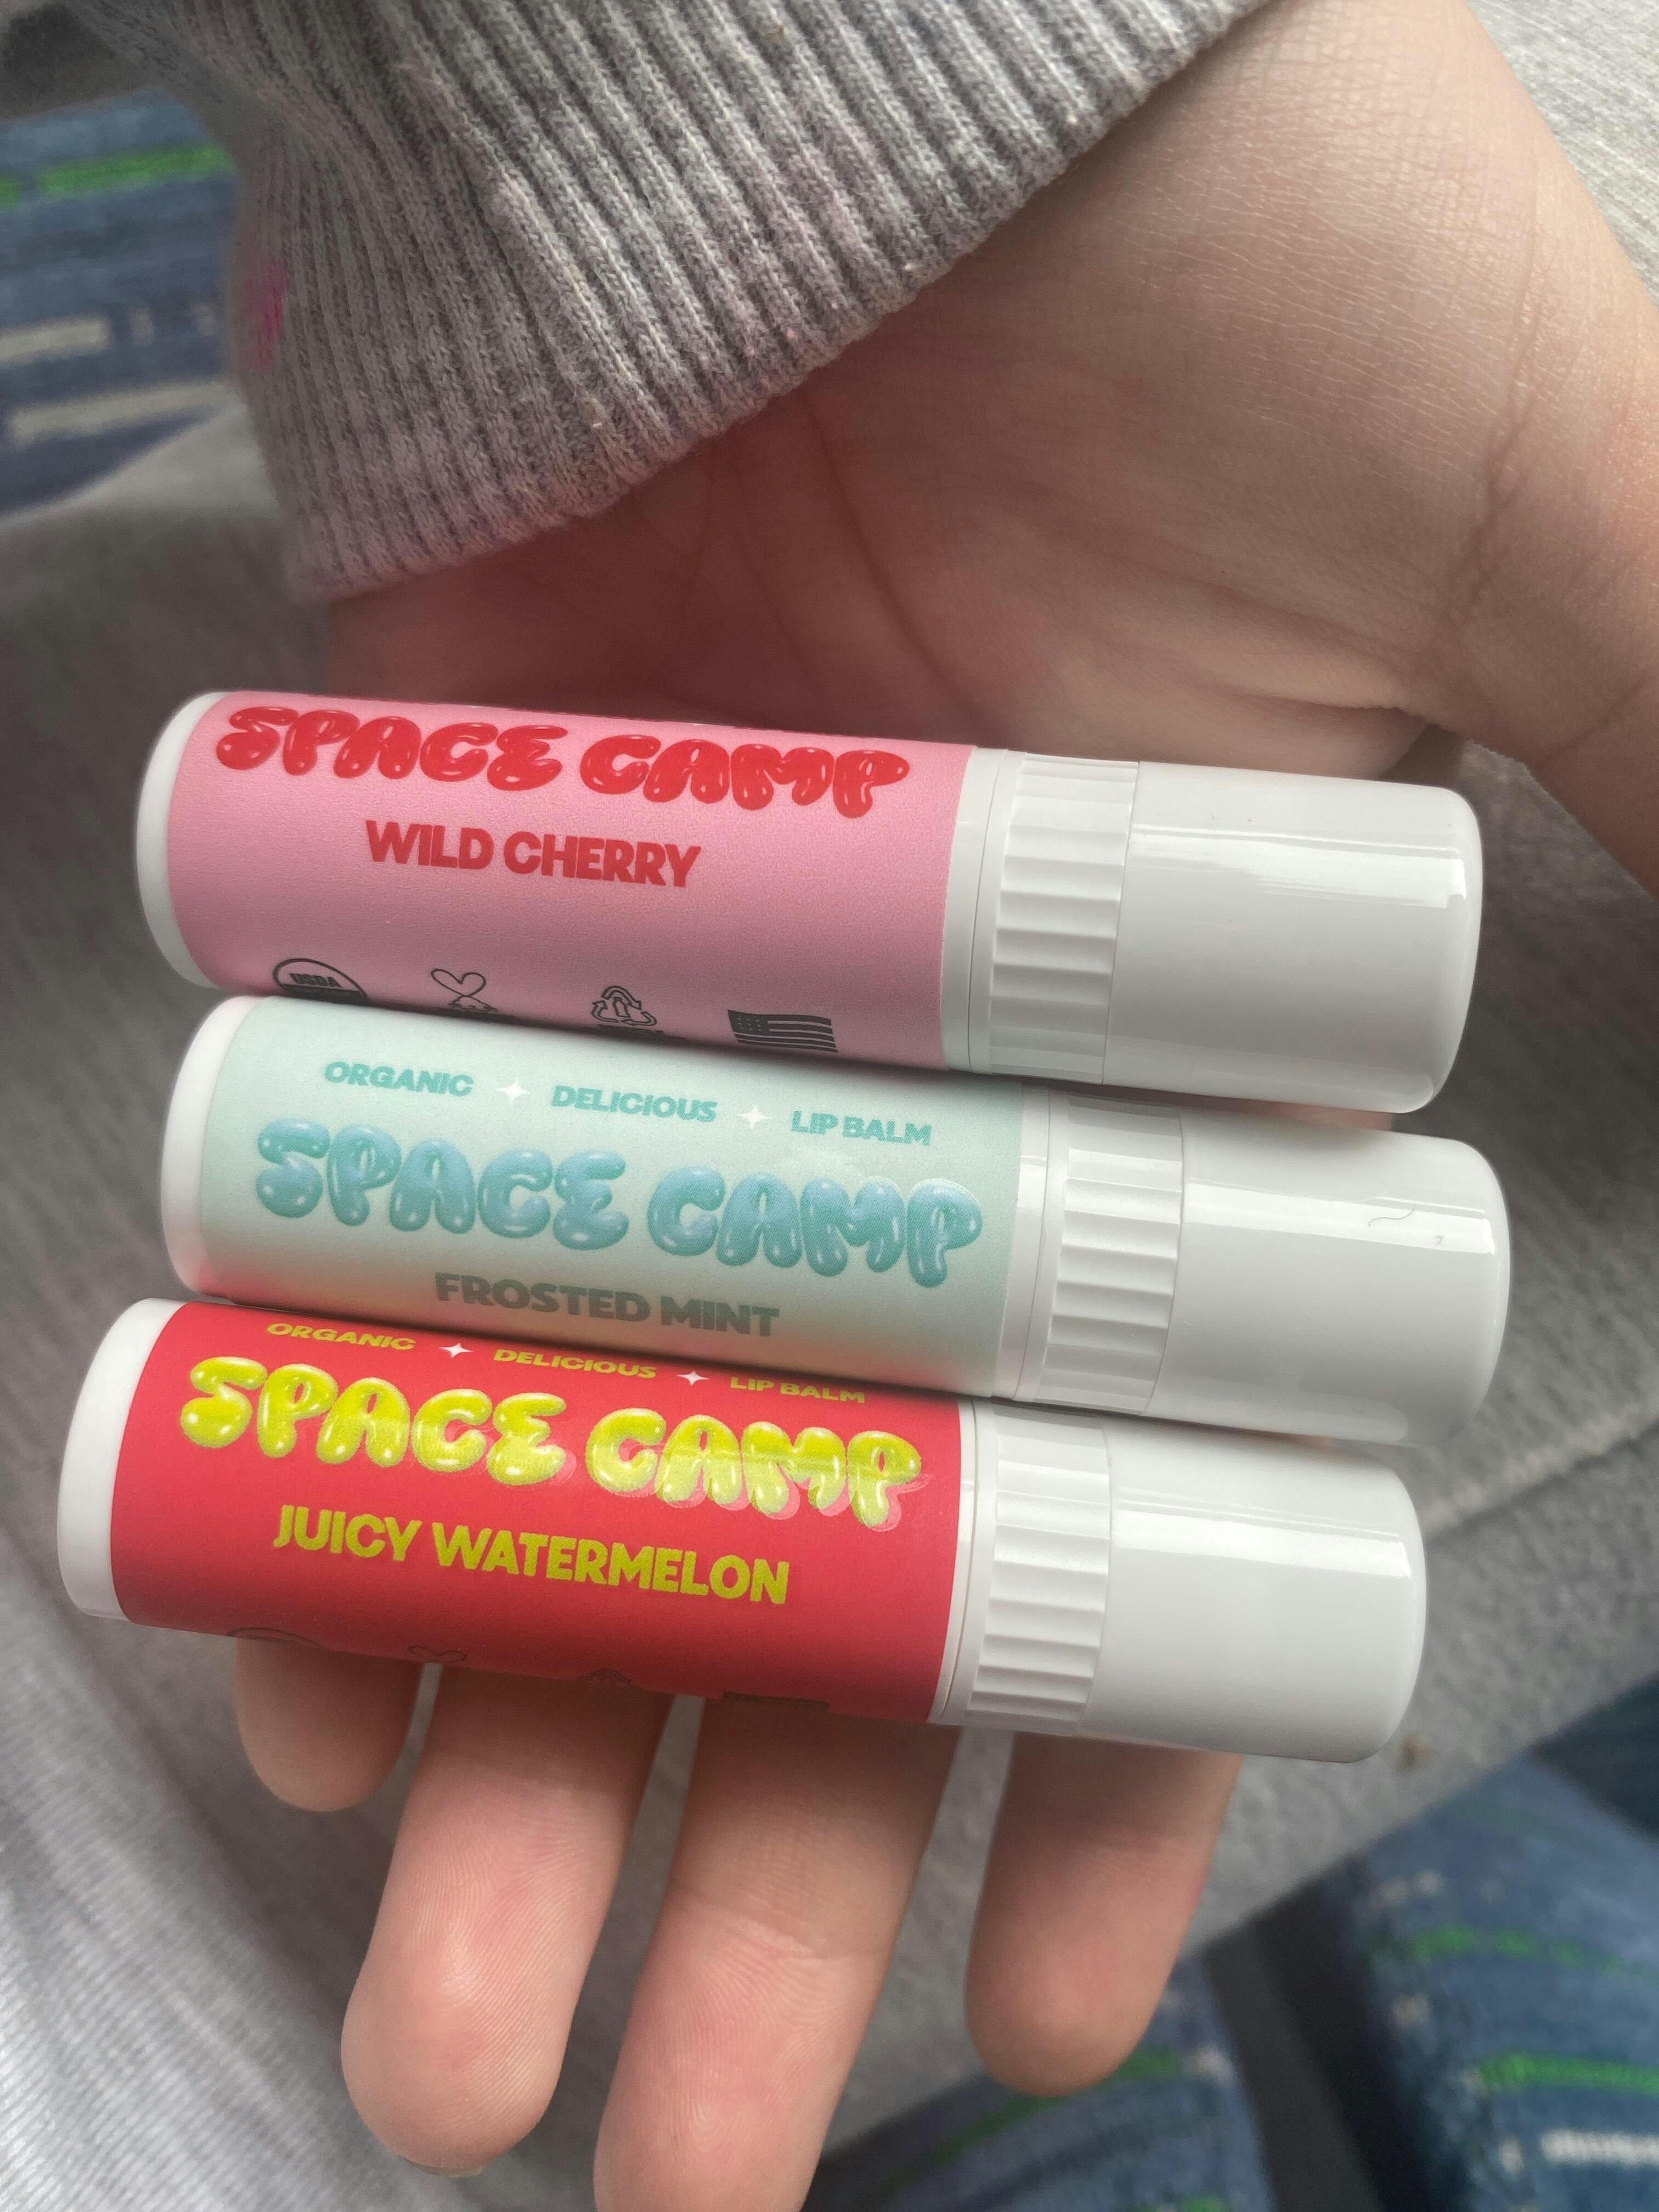 SPACE CAMP
WILD CHERRY
USDA
ORGANIC ✦ DELICIOUS ✦ LIP BALM
SPACE CAMP
FROSTED MINT
ORGANIC ✦ DELICIOUS ✦ LIP BALM
SPACE CAMP
JUICY WATERMELON